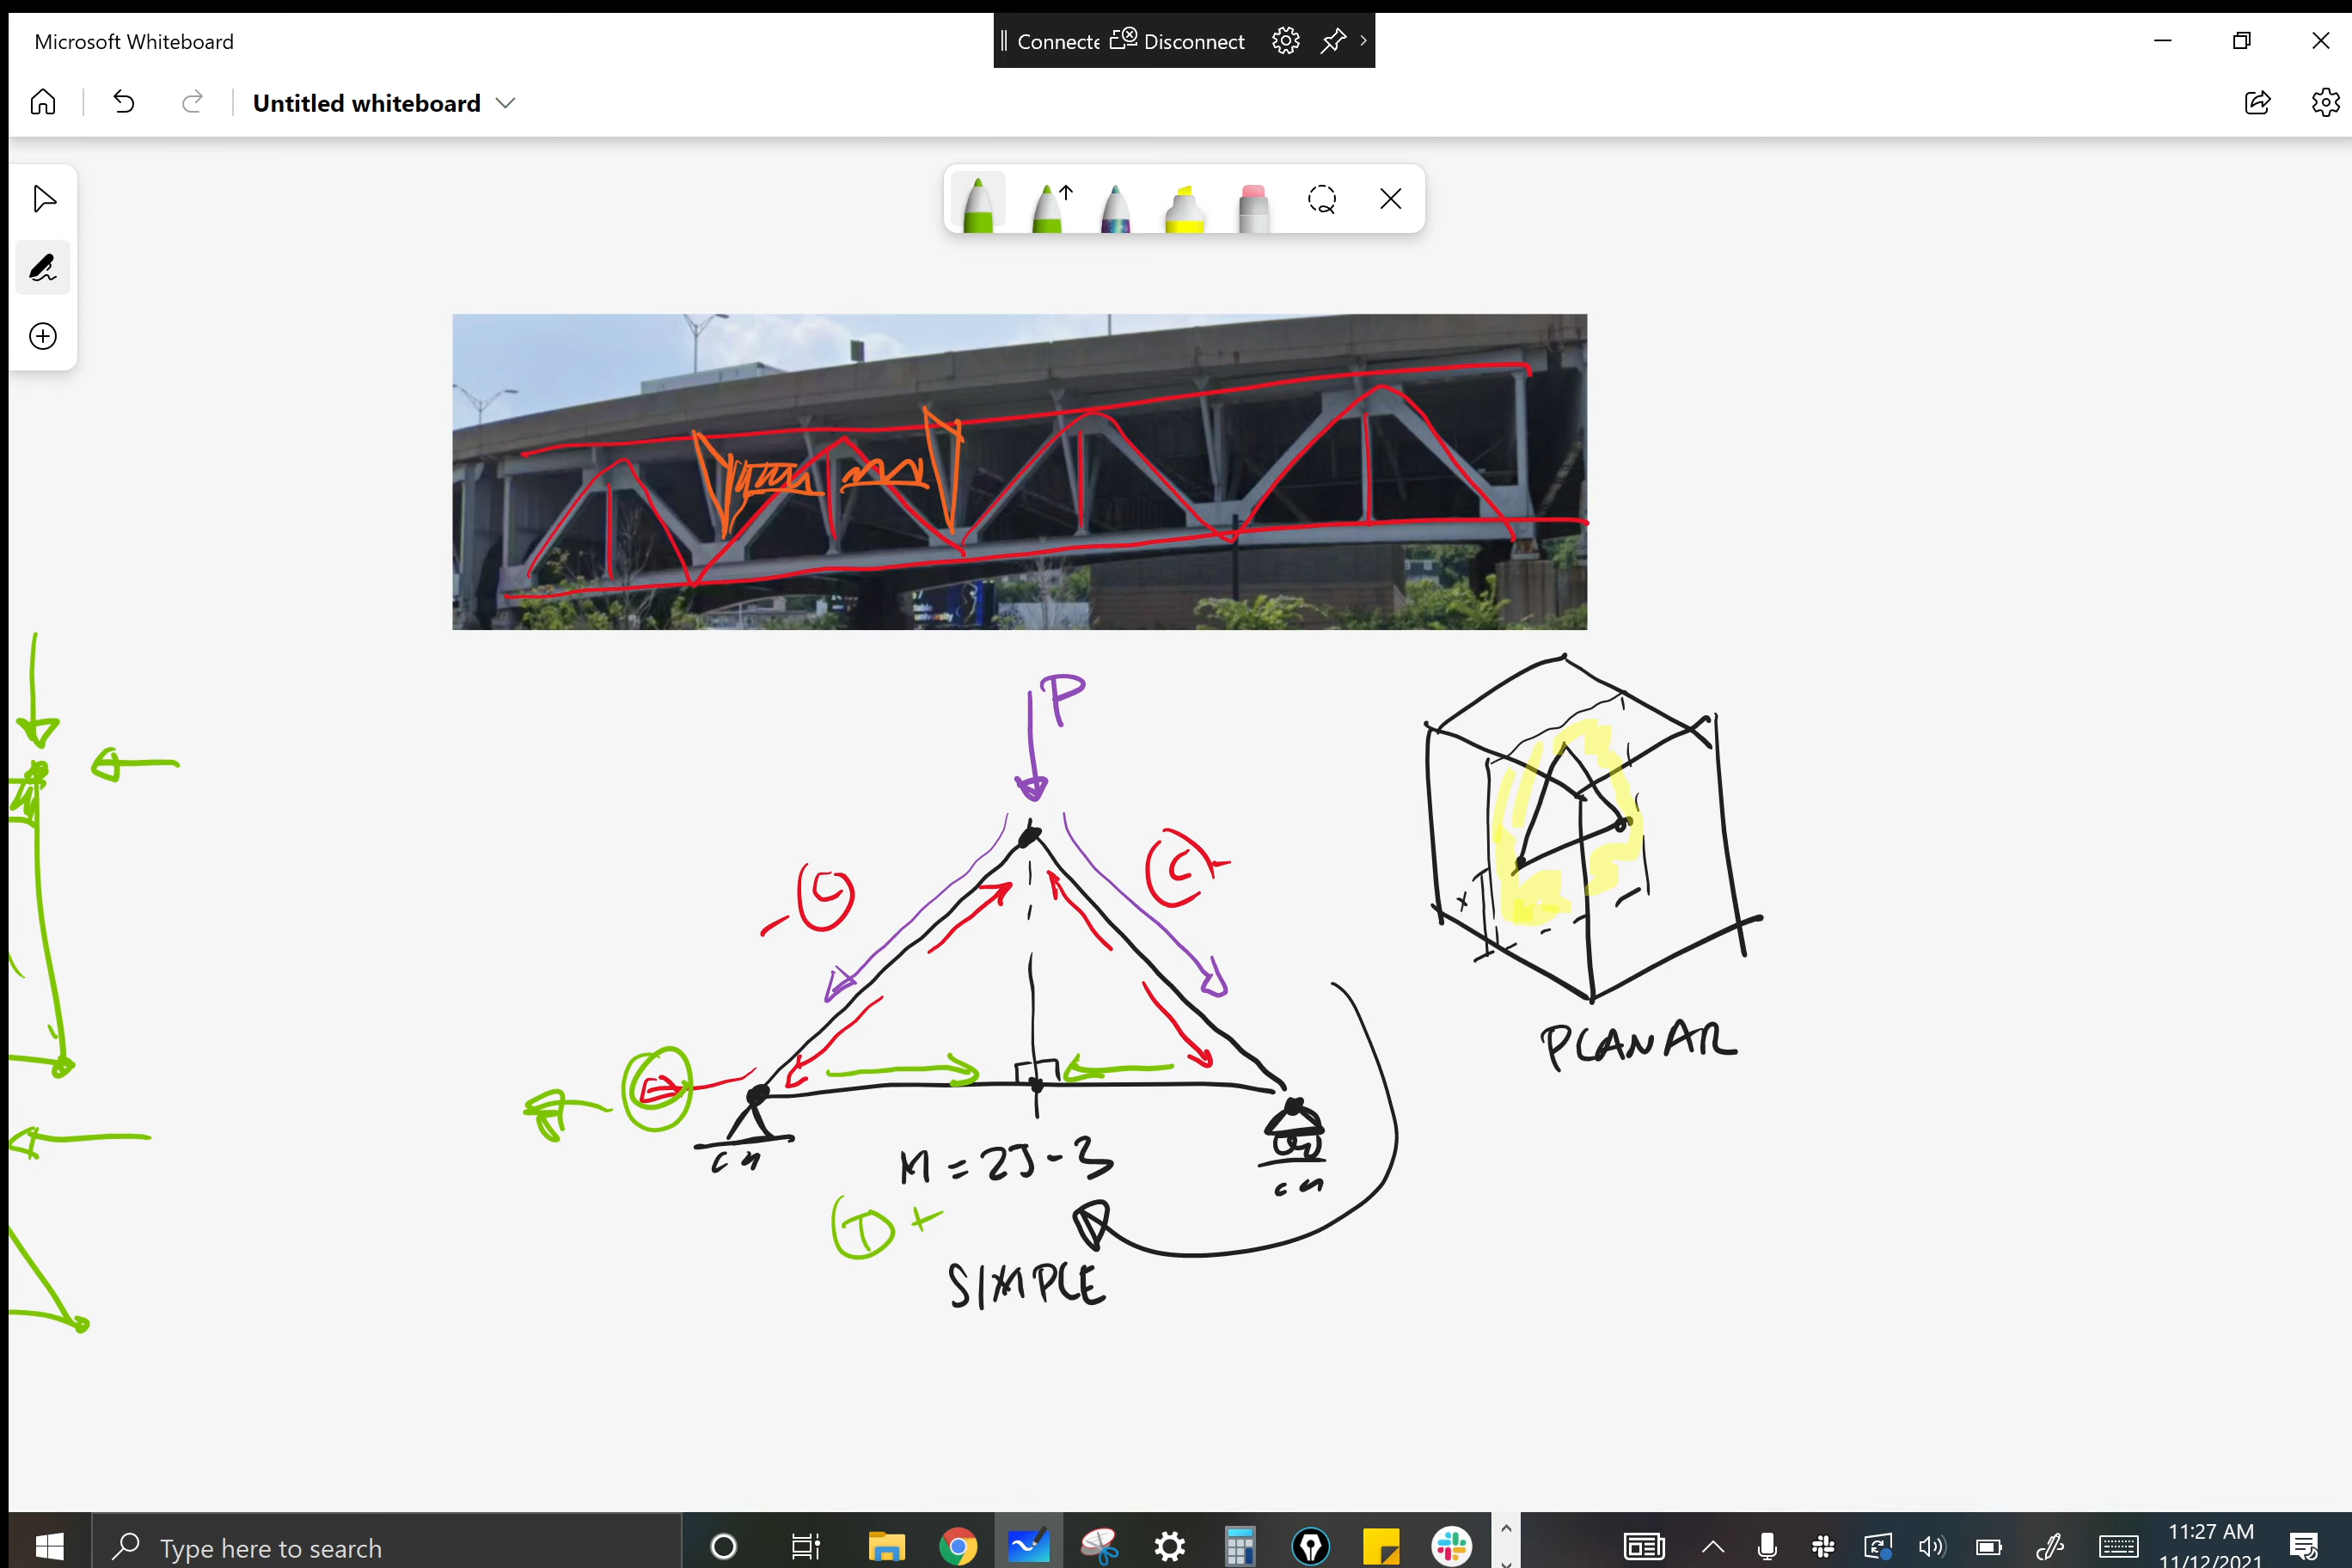 Microsoft Whiteboard
Connecte Disconnect
Untitled whiteboard
university
P
C -
- C
PLANAR
M = 2J - 3
T +
SIMPLE
Type here to search
11:27 AM
11/12/2021